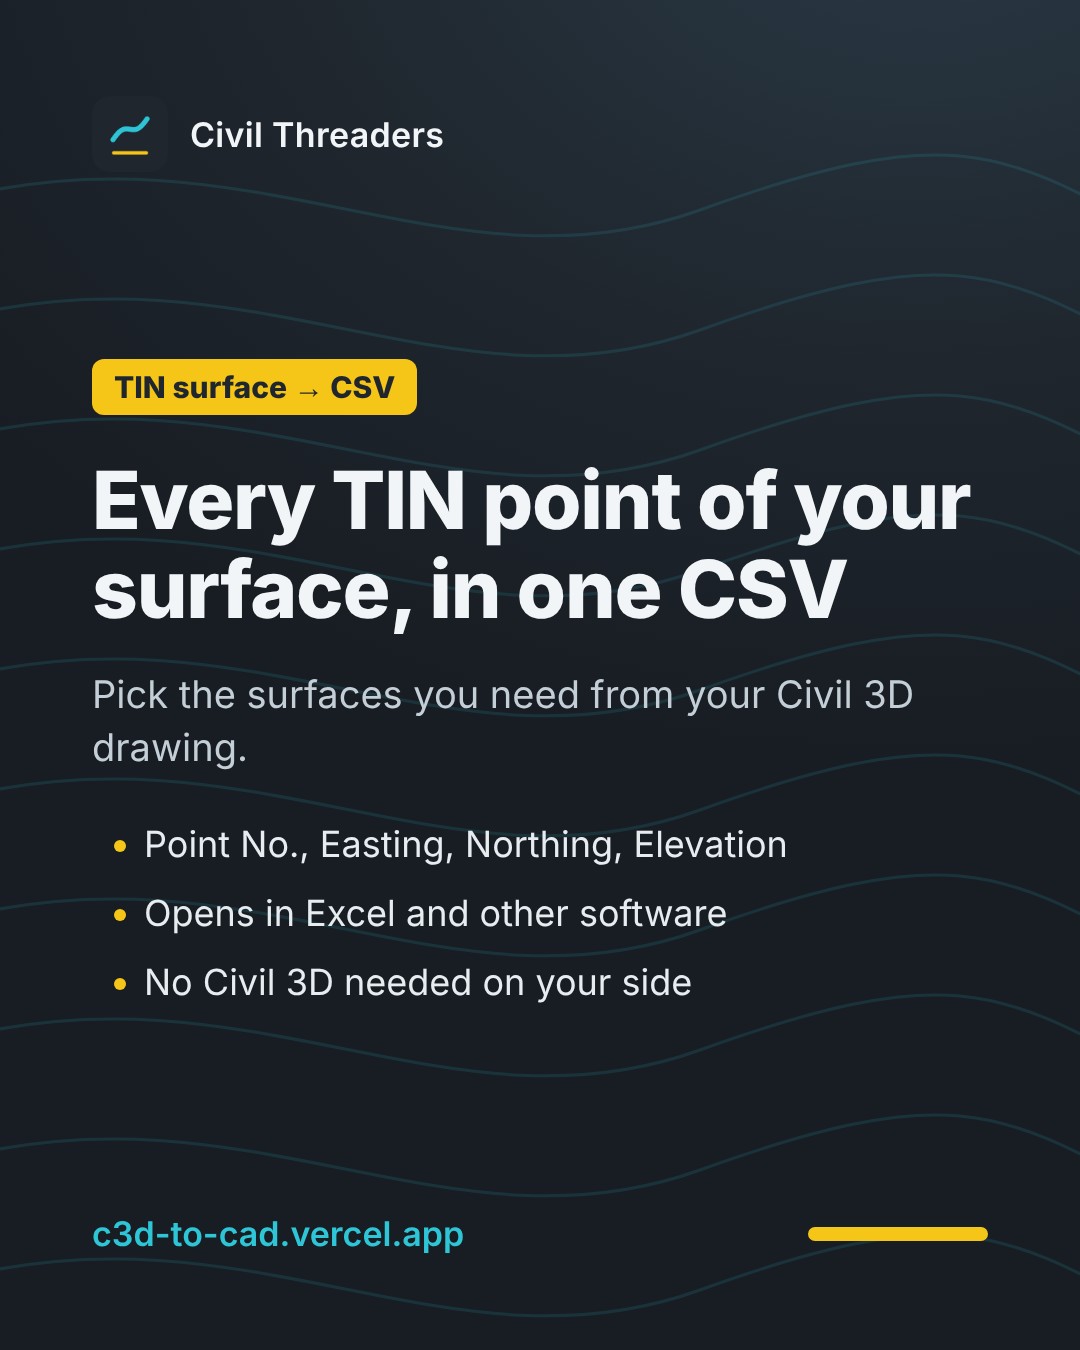 Civil Threaders
TIN surface → CSV
Every TIN point of your
surface, in one CSV
Pick the surfaces you need from your Civil 3D
drawing.
• Point No., Easting, Northing, Elevation
• Opens in Excel and other software
• No Civil 3D needed on your side
c3d-to-cad.vercel.app